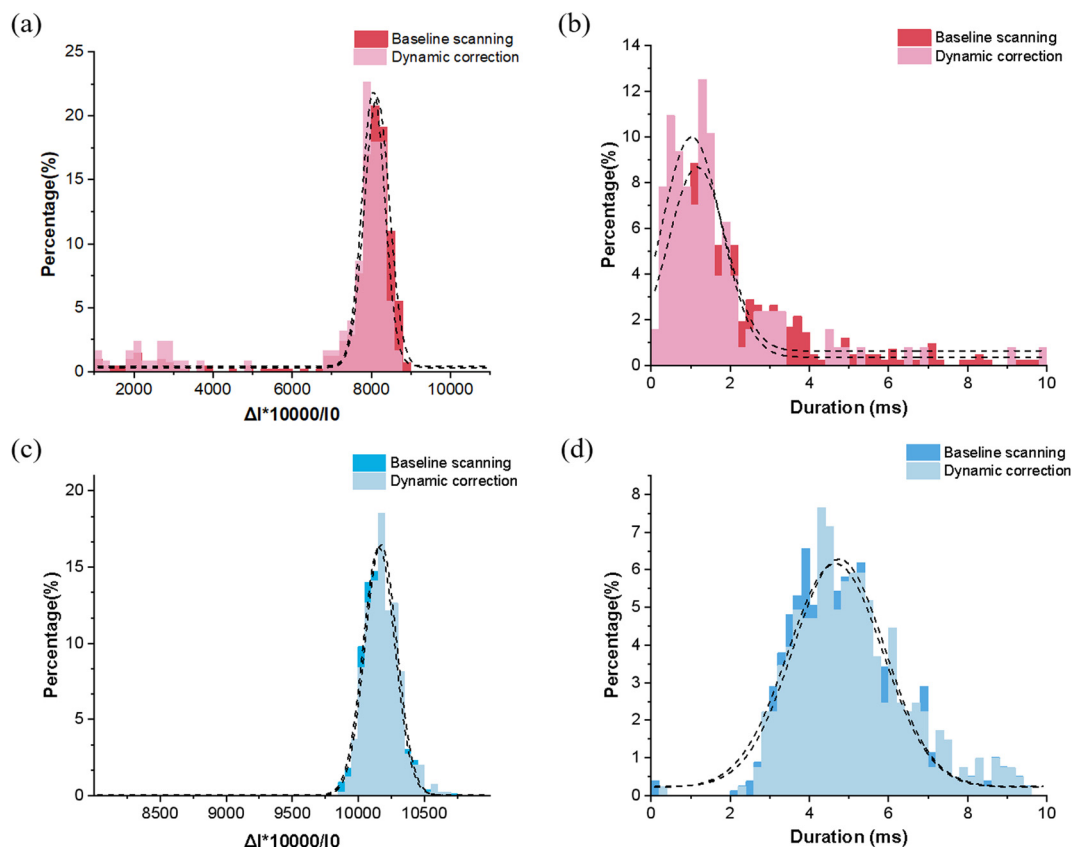 (a)
Baseline scanning
Dynamic correction
25
20
15
10
5
0
Percentage(%)
2000 4000 6000 8000 10000
ΔI*10000/I0
(b)
Baseline scanning
Dynamic correction
14
12
10
8
6
4
2
0
Percentage(%)
0 2 4 6 8 10
Duration (ms)
(c)
Baseline scanning
Dynamic correction
20
15
10
5
0
Percentage(%)
8500 9000 9500 10000 10500
ΔI*10000/I0
(d)
Baseline scanning
Dynamic correction
8
7
6
5
4
3
2
1
0
Percentage(%)
0 2 4 6 8 10
Duration (ms)